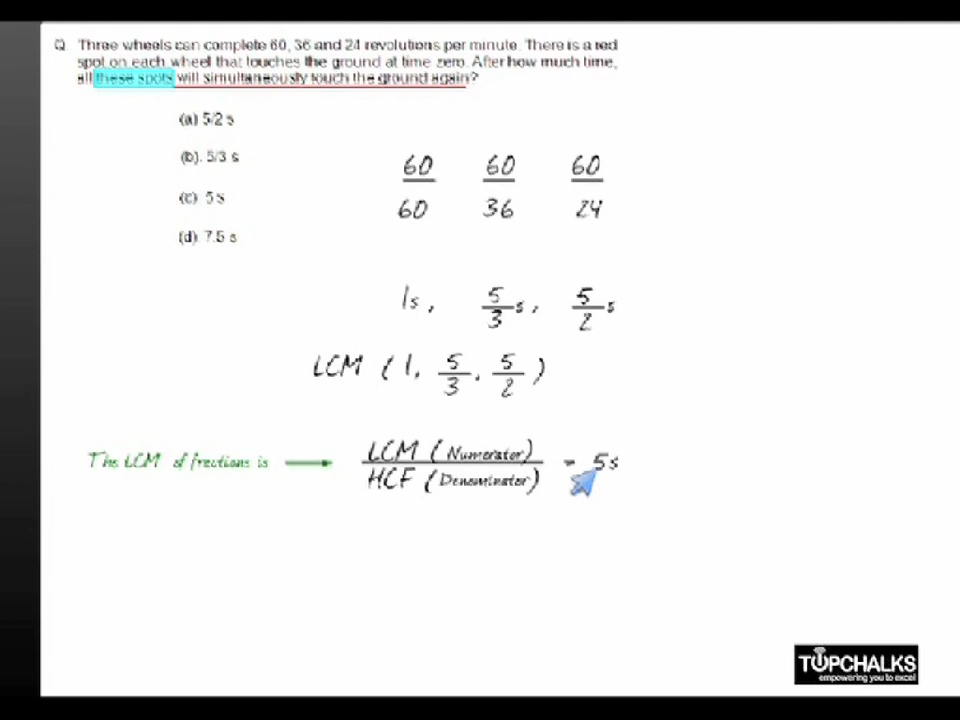 Q. Three wheels can complete 60, 36 and 24 revolutions per minute. There is a red
spot on each wheel that touches the ground at time zero. After how much time,
all these spots will simultaneously touch the ground again?
(a) 5/2 s
(b). 5/3 s
(c) 5 s
(d) 7.5 s
60/60 60/36 60/24
1s, 5/3 s, 5/2 s
LCM (1, 5/3, 5/2)
The LCM of fractions is → LCM (Numerator) / HCF (Denominator) = 5s
TOPCHALKS
empowering you to excel